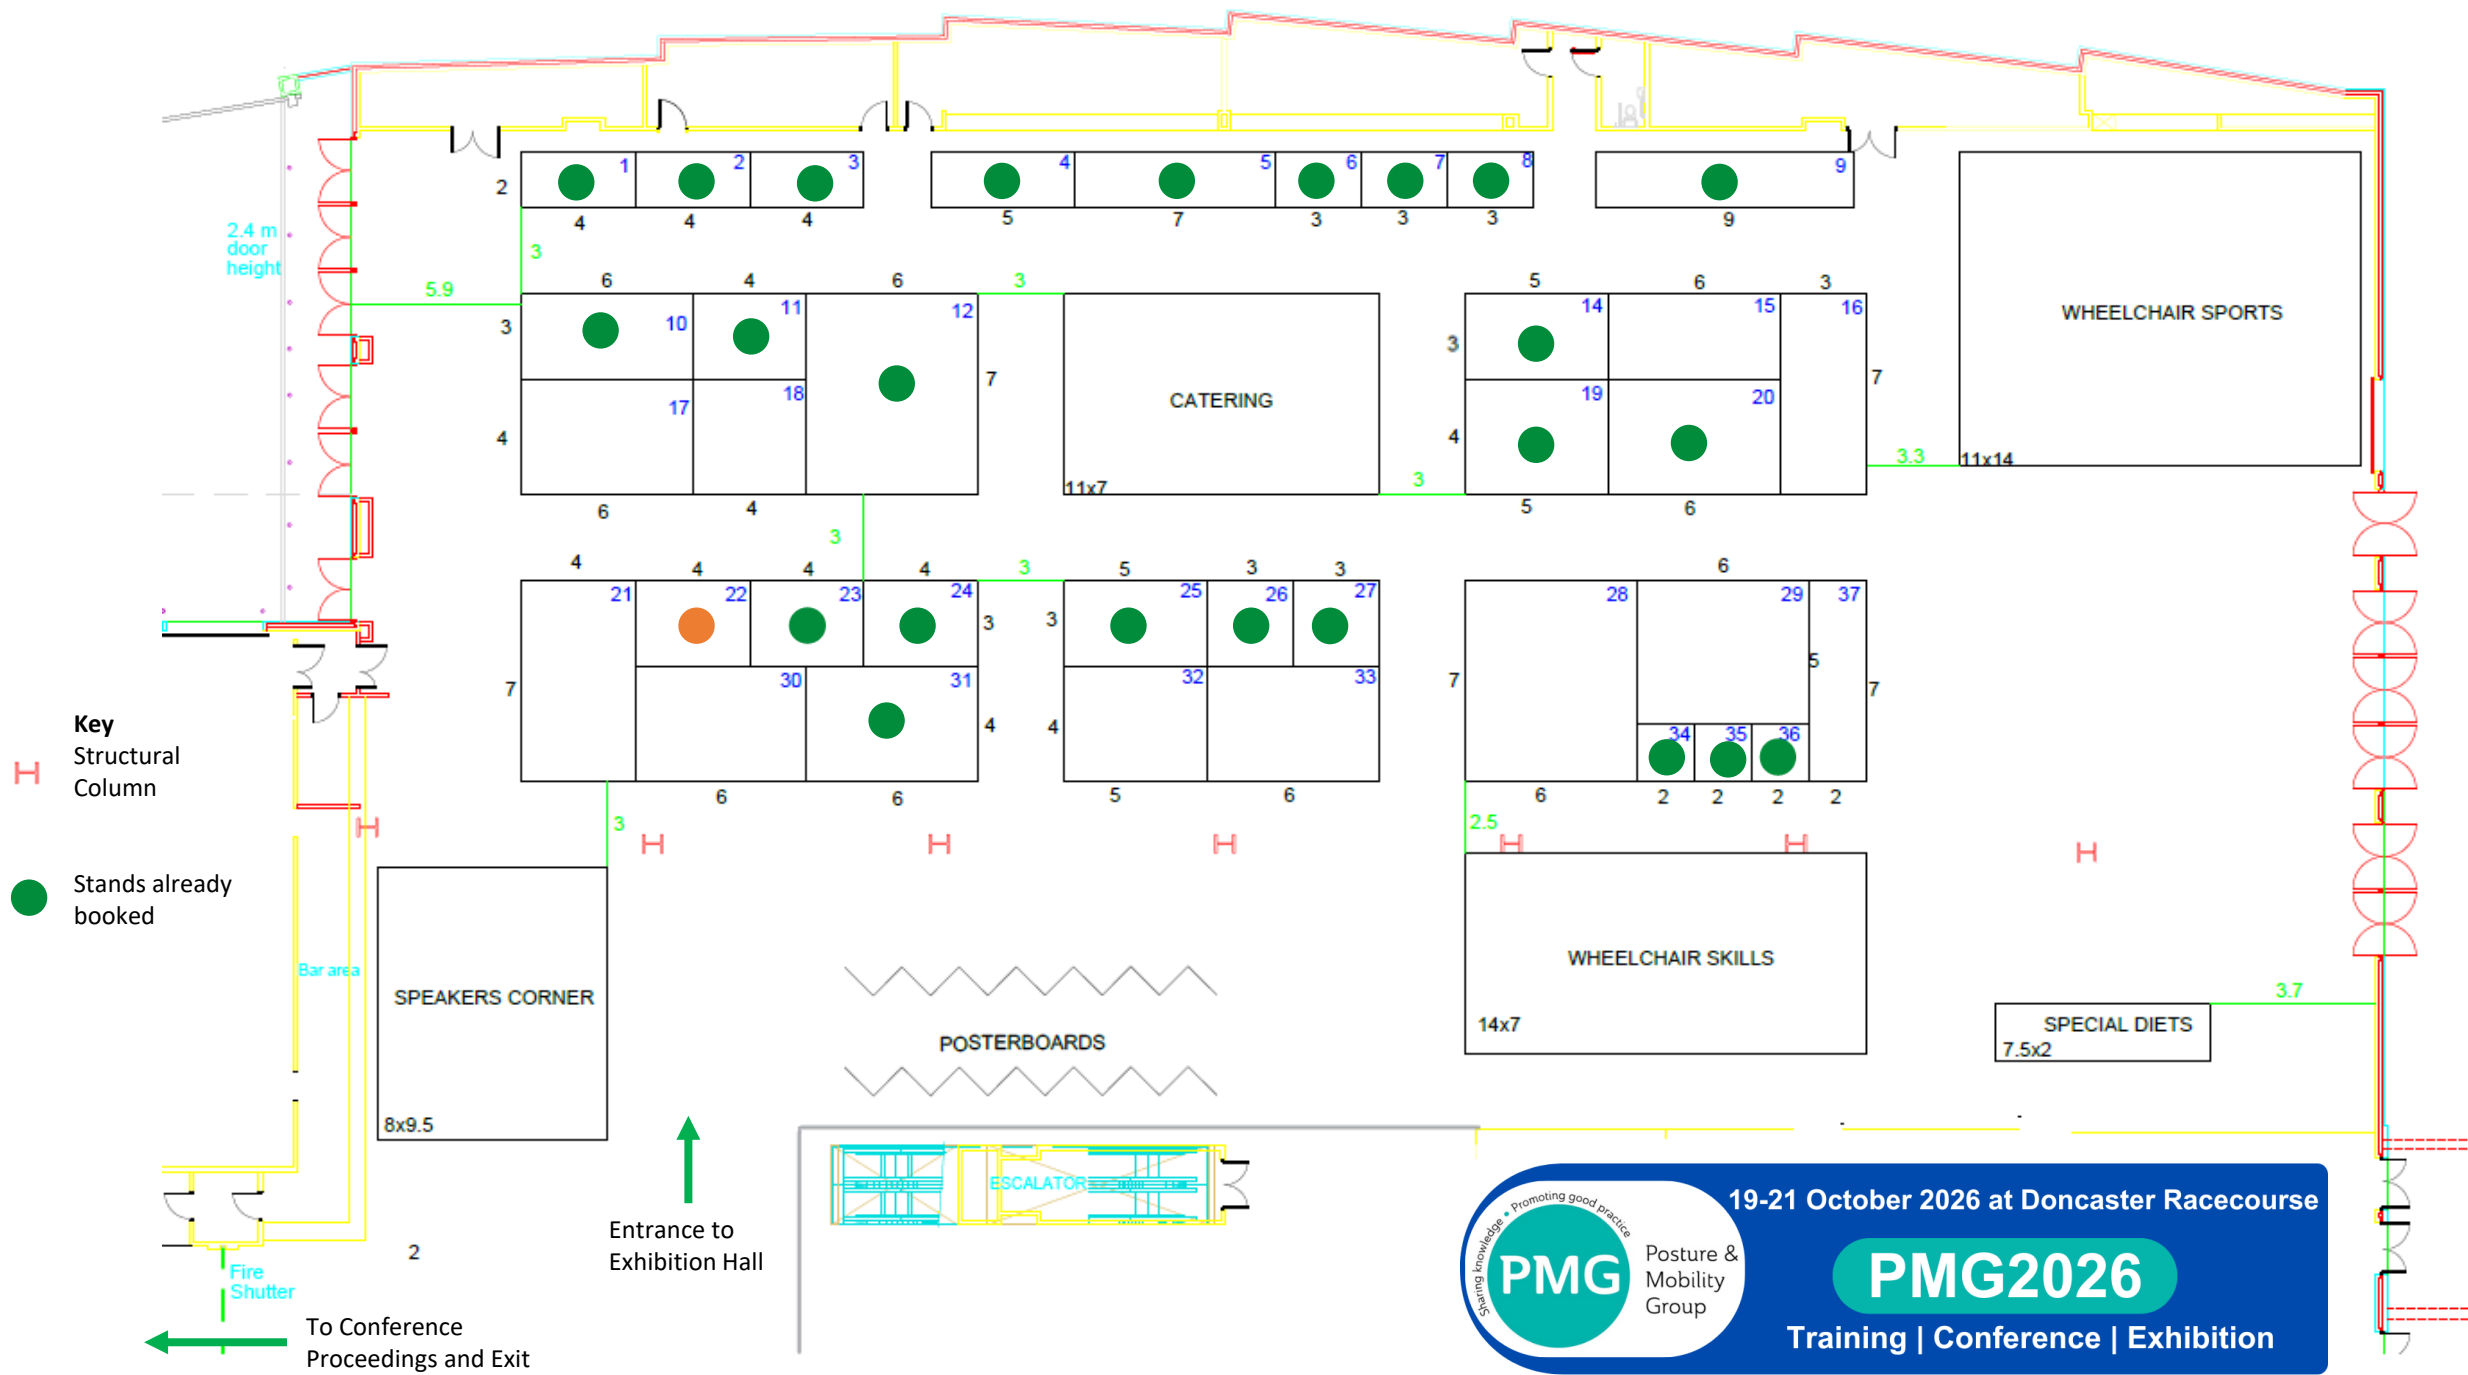 1
2
3
4
5
6
7
8
9
2
4
4
4
5
7
3
3
3
9
2.4 m
door
height
3
5.9
6
4
6
3
5
6
3
3
10
11
12
7
CATERING
11x7
3
14
15
16
7
WHEELCHAIR SPORTS
11x14
3.3
4
17
18
4
19
20
3
6
4
3
5
6
4
4
4
4
3
5
3
3
6
21
22
23
24
3
3
25
26
27
28
29
37
5
7
30
31
4
4
32
33
7
7
34
35
36
6
6
5
6
6
2
2
2
2
Key
Structural
Column
Stands already
booked
3
2.5
Bar area
SPEAKERS CORNER
8x9.5
POSTERBOARDS
WHEELCHAIR SKILLS
14x7
3.7
SPECIAL DIETS
7.5x2
ESCALATOR
Entrance to
Exhibition Hall
2
Fire
Shutter
To Conference
Proceedings and Exit
Sharing knowledge • Promoting good practice
PMG
Posture &
Mobility
Group
19-21 October 2026 at Doncaster Racecourse
PMG2026
Training | Conference | Exhibition